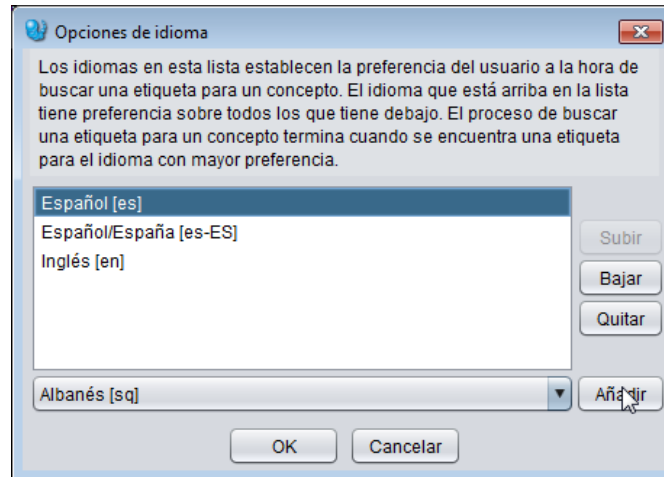 Opciones de idioma
Los idiomas en esta lista establecen la preferencia del usuario a la hora de
buscar una etiqueta para un concepto. El idioma que está arriba en la lista
tiene preferencia sobre todos los que tiene debajo. El proceso de buscar
una etiqueta para un concepto termina cuando se encuentra una etiqueta
para el idioma con mayor preferencia.
Español [es]
Español/España [es-ES]
Inglés [en]
Subir
Bajar
Quitar
Albanés [sq]
Añadir
OK
Cancelar